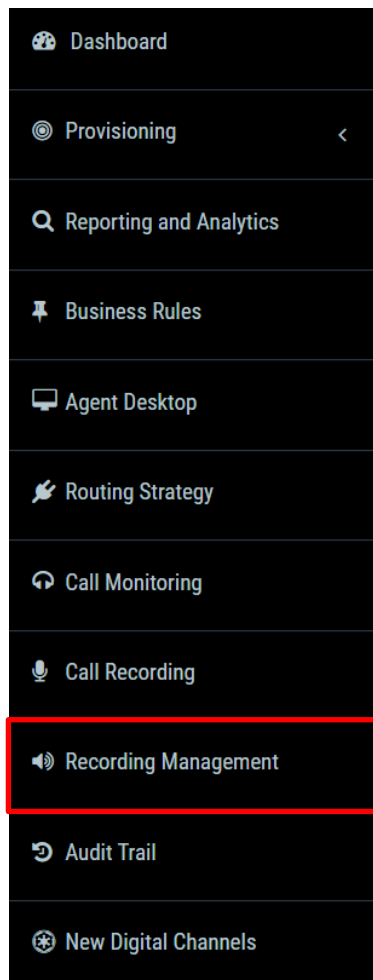 Dashboard
Provisioning
Reporting and Analytics
Business Rules
Agent Desktop
Routing Strategy
Call Monitoring
Call Recording
Recording Management
Audit Trail
New Digital Channels